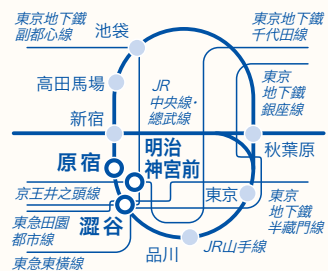 東京地下鐵
副都心線
池袋
東京地下鐵
千代田線
高田馬場
JR
中央線・
總武線
東京
地下鐵
銀座線
新宿
秋葉原
原宿
明治
神宮前
京王井之頭線
澀谷
東京
東京
地下鐵
半藏門線
東急田園
都市線
東急東橫線
品川
JR山手線